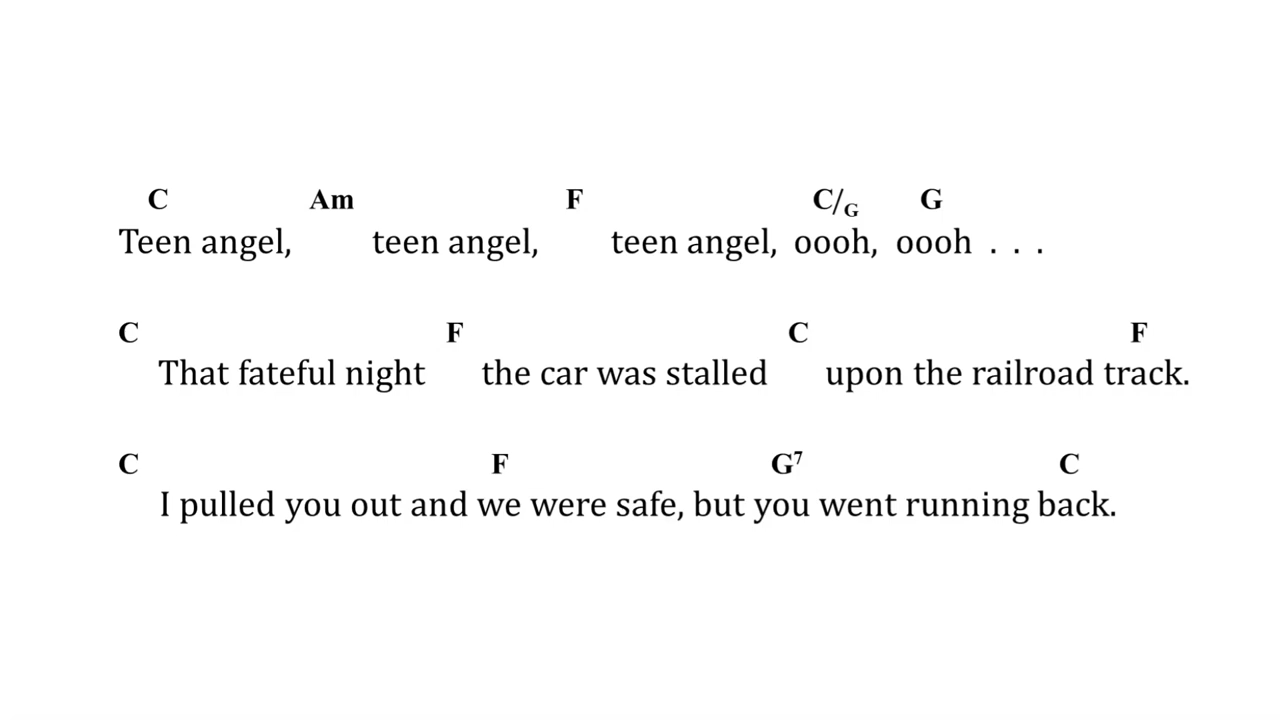 C Am F C/G G
Teen angel, teen angel, teen angel, oooh, oooh . . .
C F C F
That fateful night the car was stalled upon the railroad track.
C F G7 C
I pulled you out and we were safe, but you went running back.